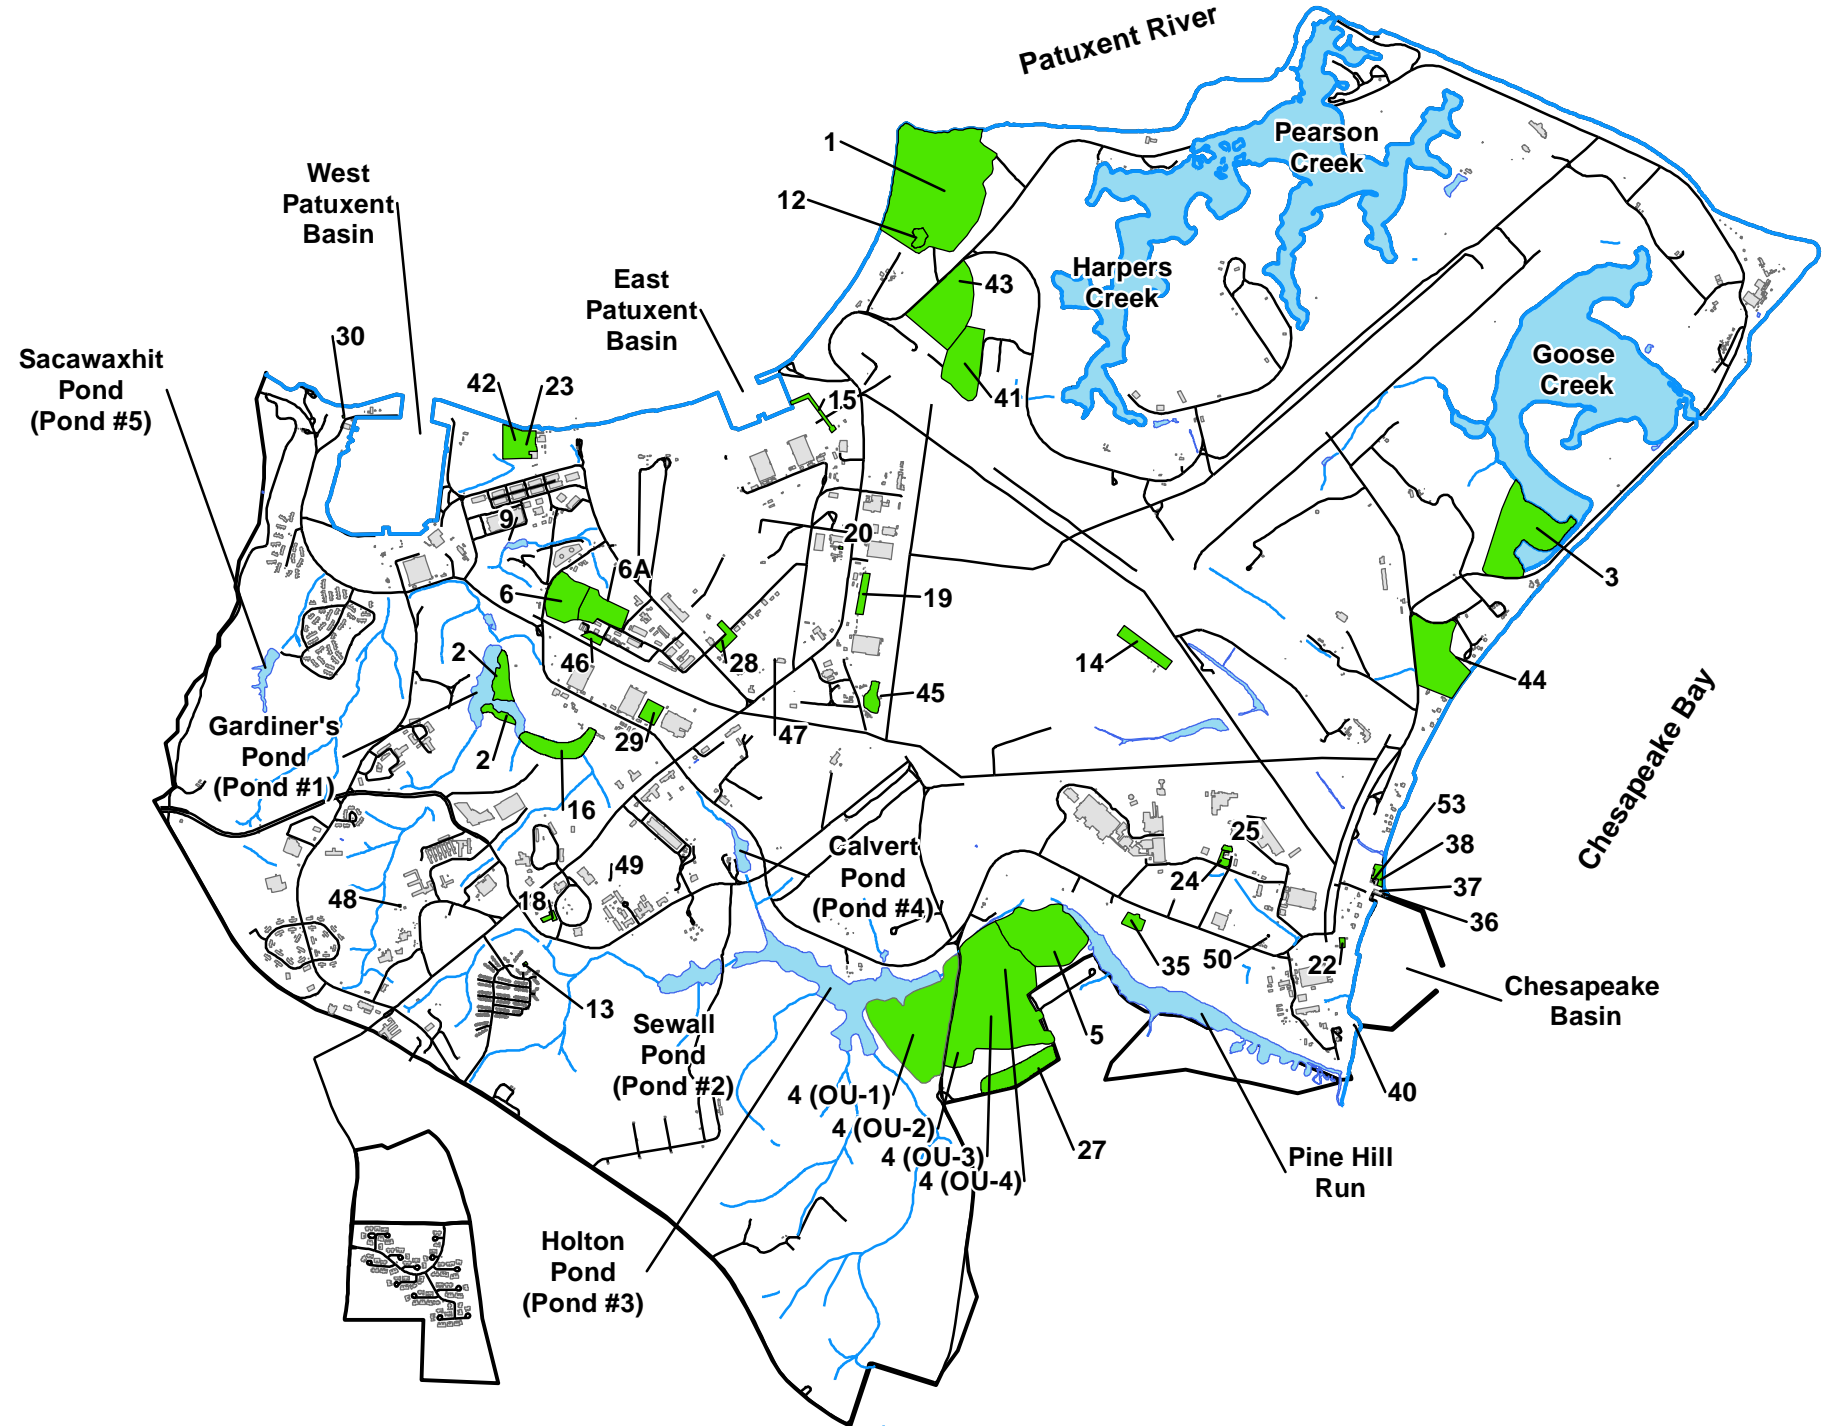 Patuxent River
1
Pearson
Creek
West
Patuxent
Basin
12
Harpers
Creek
East
Patuxent
Basin
43
30
Sacawaxhit
Pond
(Pond #5)
Goose
Creek
42
23
15
41
9
20
6A
6
19
3
2
46
28
14
45
44
Gardiner's
Pond
(Pond #1)
29
47
2
16
Chesapeake Bay
53
25
38
Calvert
Pond
(Pond #4)
49
24
37
48
18
36
35
50
22
Chesapeake
Basin
13
Sewall
Pond
(Pond #2)
5
4 (OU-1)
40
4 (OU-2)
27
4 (OU-3)
4 (OU-4)
Pine Hill
Run
Holton
Pond
(Pond #3)